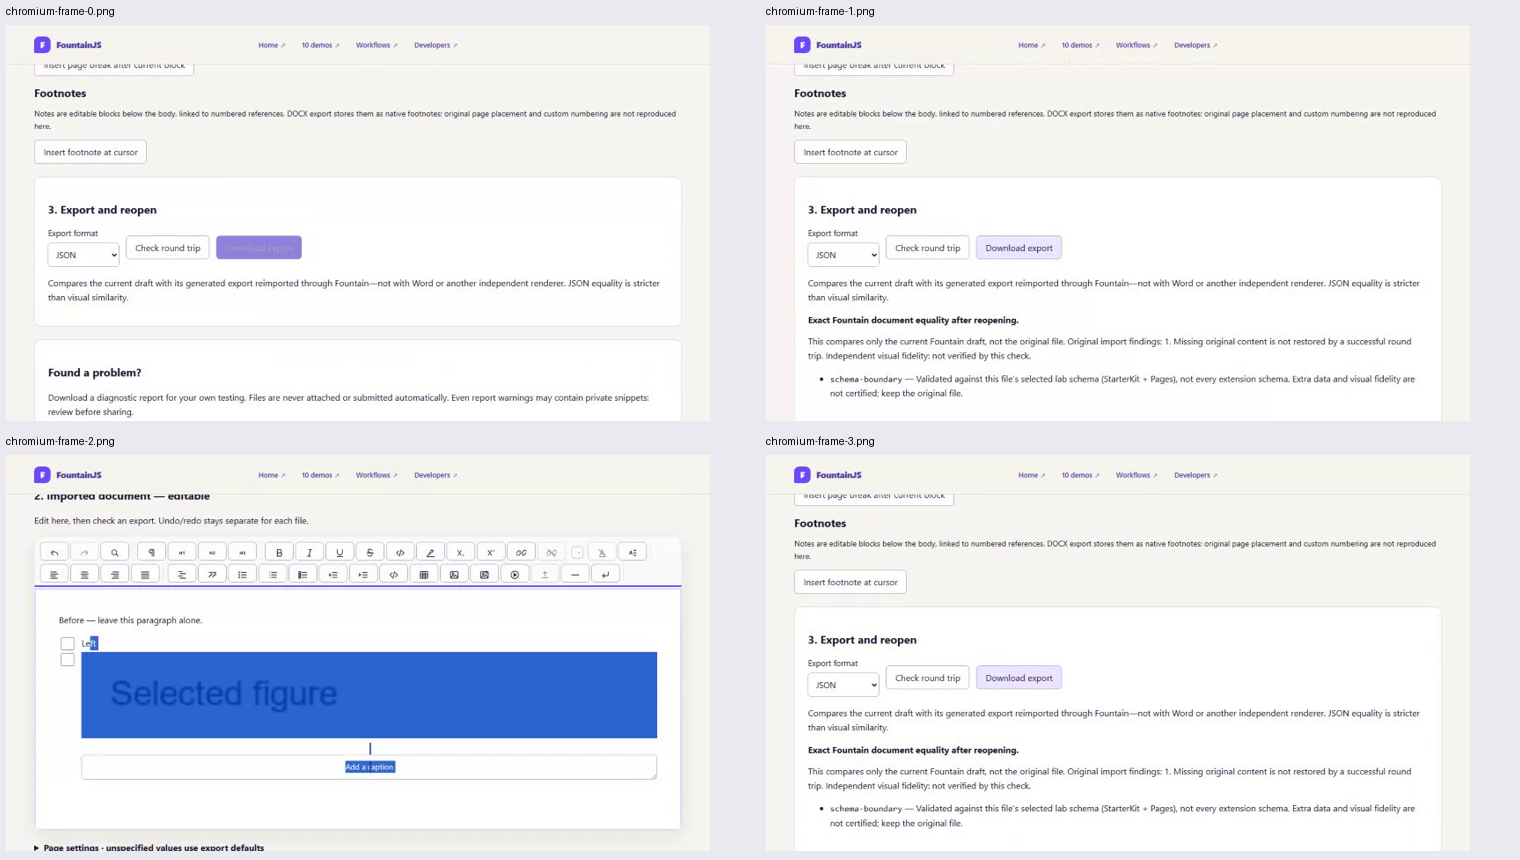 chromium-frame-0.png
F FountainJS Home ↗ 10 demos ↗ Workflows ↗ Developers ↗
Insert page break after current block
Footnotes
Notes are editable blocks below the body, linked to numbered references. DOCX export stores them as native footnotes: original page placement and custom numbering are not reproduced
here.
Insert footnote at cursor
3. Export and reopen
Export format
JSON Check round trip Download export
Compares the current draft with its generated export reimported through Fountain—not with Word or another independent renderer. JSON equality is stricter
than visual similarity.
Found a problem?
Download a diagnostic report for your own testing. Files are never attached or submitted automatically. Even report warnings may contain private snippets:
review before sharing.
chromium-frame-1.png
F FountainJS Home ↗ 10 demos ↗ Workflows ↗ Developers ↗
Insert page break after current block
Footnotes
Notes are editable blocks below the body, linked to numbered references. DOCX export stores them as native footnotes: original page placement and custom numbering are not reproduced
here.
Insert footnote at cursor
3. Export and reopen
Export format
JSON Check round trip Download export
Compares the current draft with its generated export reimported through Fountain—not with Word or another independent renderer. JSON equality is stricter
than visual similarity.
Exact Fountain document equality after reopening.
This compares only the current Fountain draft, not the original file. Original import findings: 1. Missing original content is not restored by a successful round
trip. Independent visual fidelity: not verified by this check.
• schema-boundary — Validated against this file's selected lab schema (StarterKit + Pages), not every extension schema. Extra data and visual fidelity are
not certified; keep the original file.
chromium-frame-2.png
F FountainJS Home ↗ 10 demos ↗ Workflows ↗ Developers ↗
2. Imported document — editable
Edit here, then check an export. Undo/redo stays separate for each file.
¶ H1 H2 H3 B I U S X, X'
Before — leave this paragraph alone.
Left
Selected figure
Add a caption
Page settings · unspecified values use export defaults
chromium-frame-3.png
F FountainJS Home ↗ 10 demos ↗ Workflows ↗ Developers ↗
Insert page break after current block
Footnotes
Notes are editable blocks below the body, linked to numbered references. DOCX export stores them as native footnotes: original page placement and custom numbering are not reproduced
here.
Insert footnote at cursor
3. Export and reopen
Export format
JSON Check round trip Download export
Compares the current draft with its generated export reimported through Fountain—not with Word or another independent renderer. JSON equality is stricter
than visual similarity.
Exact Fountain document equality after reopening.
This compares only the current Fountain draft, not the original file. Original import findings: 1. Missing original content is not restored by a successful round
trip. Independent visual fidelity: not verified by this check.
• schema-boundary — Validated against this file's selected lab schema (StarterKit + Pages), not every extension schema. Extra data and visual fidelity are
not certified; keep the original file.